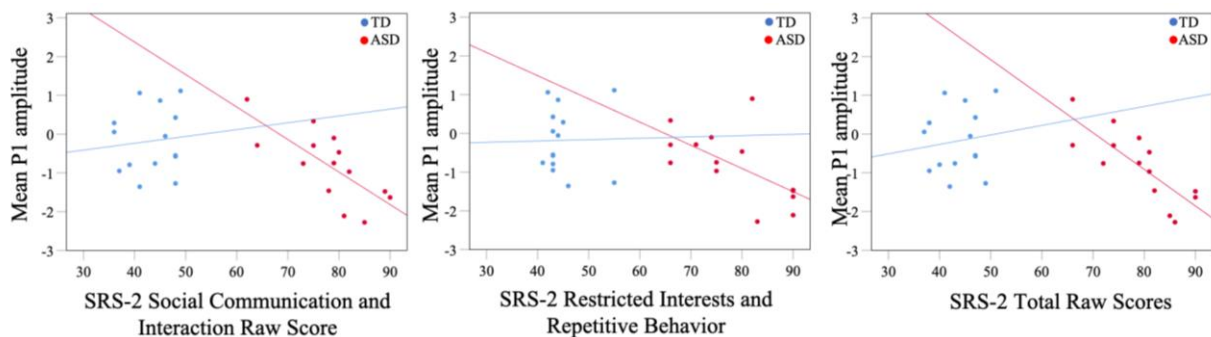 3
2
1
0
-1
-2
-3
Mean P1 amplitude
TD
ASD
30 40 50 60 70 80 90
SRS-2 Social Communication and
Interaction Raw Score
3
2
1
0
-1
-2
-3
Mean P1 amplitude
TD
ASD
30 40 50 60 70 80 90
SRS-2 Restricted Interests and
Repetitive Behavior
3
2
1
0
-1
-2
-3
Mean P1 amplitude
TD
ASD
30 40 50 60 70 80 90
SRS-2 Total Raw Scores